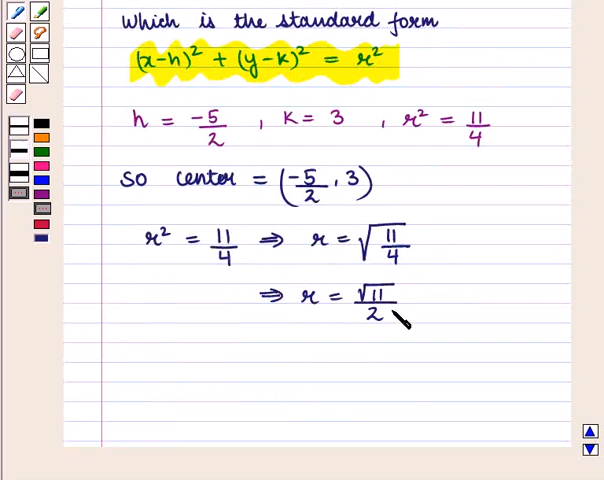 Which is the standard form
(x-h)² + (y-k)² = r²
h = -5/2 , K = 3 , r² = 11/4
So center = (-5/2 , 3)
r² = 11/4 ⇒ r = √(11/4)
⇒ r = √11/2